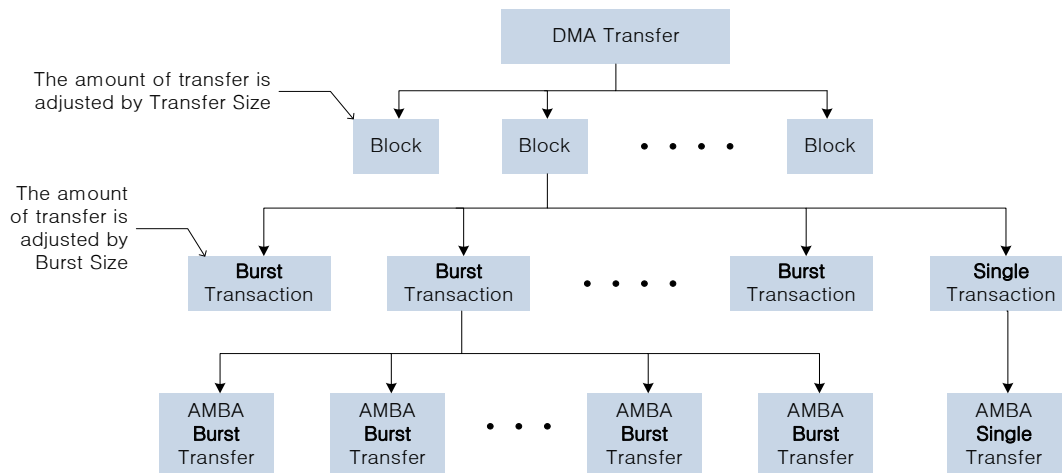 DMA Transfer
The amount of transfer is
adjusted by Transfer Size
Block
Block
Block
The amount
of transfer is
adjusted by
Burst Size
Burst
Transaction
Burst
Transaction
Burst
Transaction
Single
Transaction
AMBA
Burst
Transfer
AMBA
Burst
Transfer
AMBA
Burst
Transfer
AMBA
Burst
Transfer
AMBA
Single
Transfer